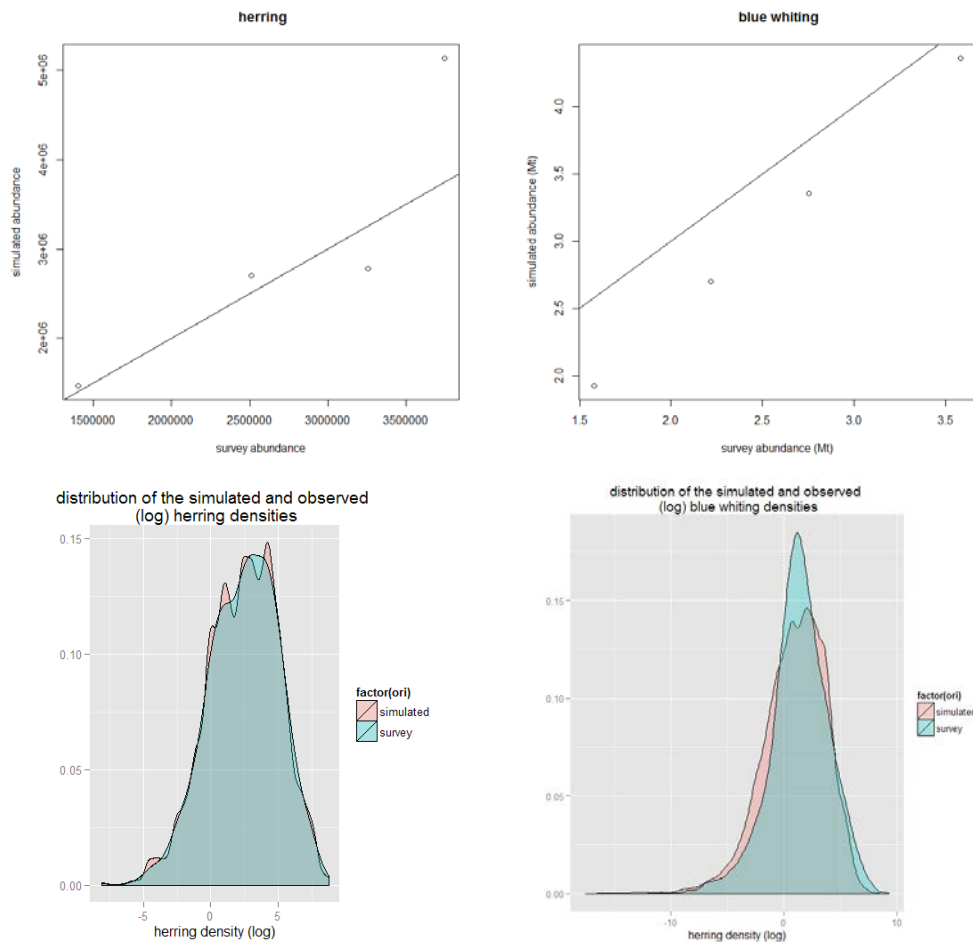 herring
simulated abundance
5e+06
4e+06
3e+06
2e+06
1500000 2000000 2500000 3000000 3500000
survey abundance
blue whiting
simulated abundance (Mt)
4.0
3.5
3.0
2.5
2.0
1.5 2.0 2.5 3.0 3.5
survey abundance (Mt)
distribution of the simulated and observed
(log) herring densities
0.15
0.10
0.05
0.00
-5 0 5
herring density (log)
factor(ori)
simulated
survey
distribution of the simulated and observed
(log) blue whiting densities
0.15
0.10
0.05
0.00
-10 0 10
herring density (log)
factor(ori)
simulated
survey